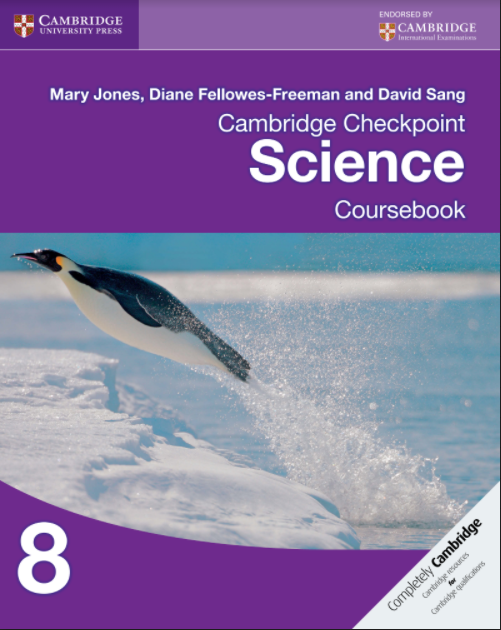 CAMBRIDGE
UNIVERSITY PRESS
ENDORSED BY
CAMBRIDGE
International Examinations
Mary Jones, Diane Fellowes-Freeman and David Sang
Cambridge Checkpoint
Science
Coursebook
8
Completely Cambridge
Cambridge resources
for
Cambridge qualifications